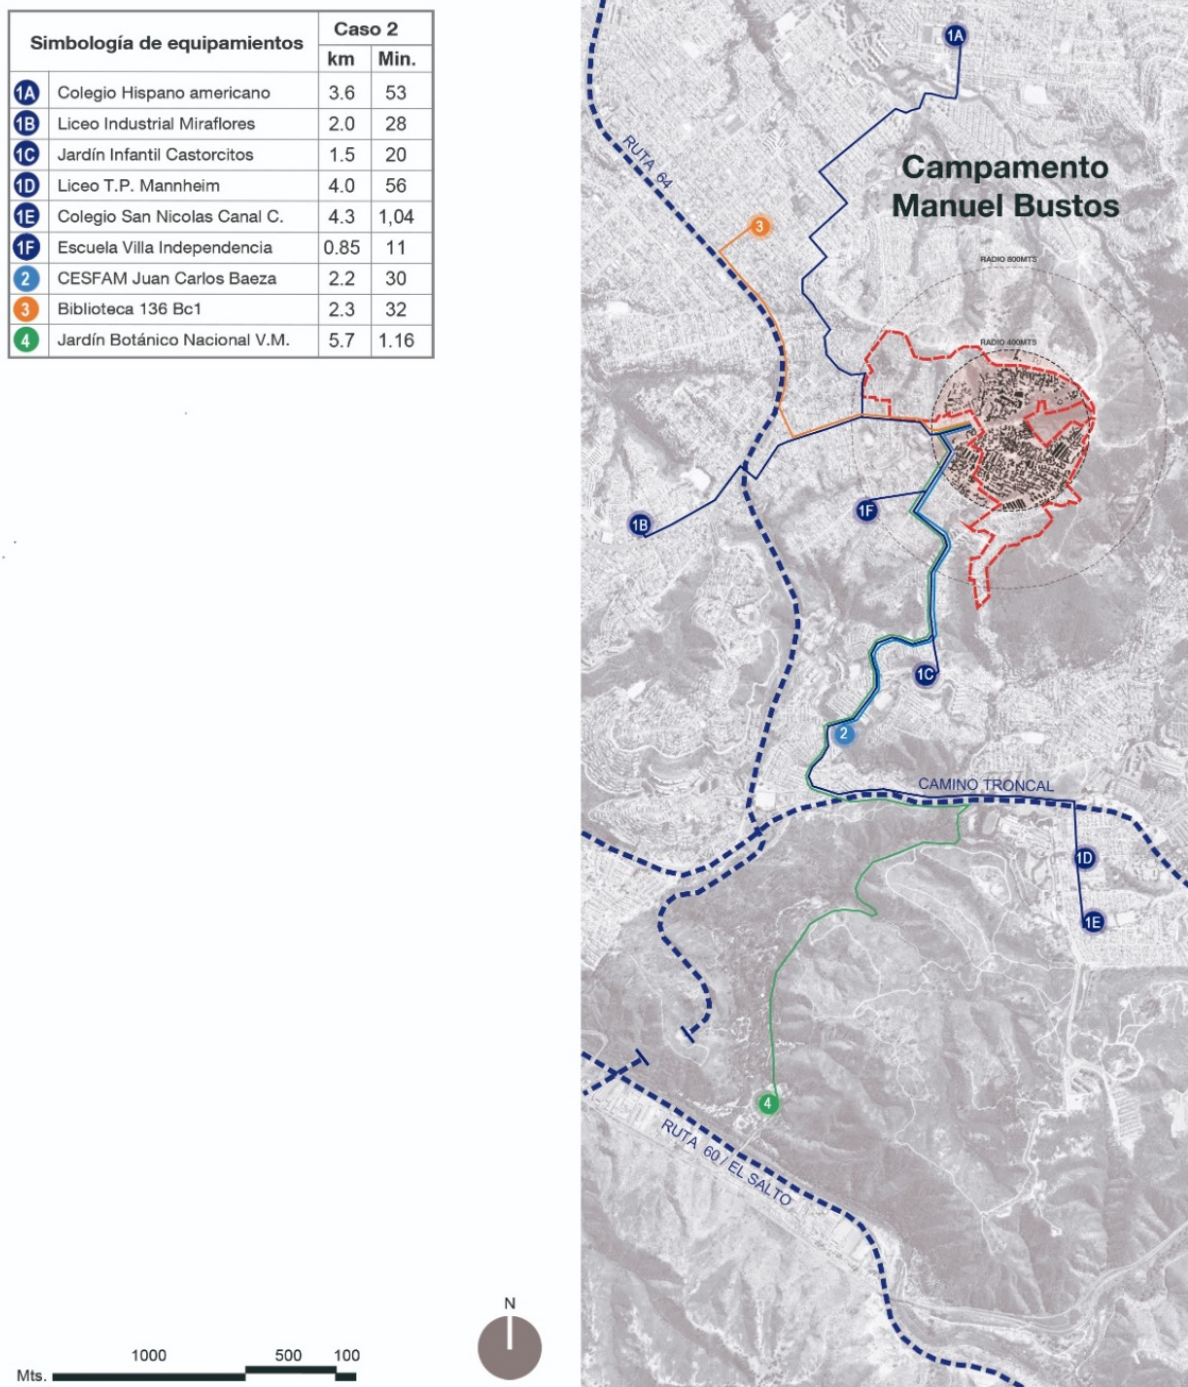 Simbología de equipamientos Caso 2
km Min.
1A Colegio Hispano americano 3.6 53
1B Liceo Industrial Miraflores 2.0 28
1C Jardín Infantil Castorcitos 1.5 20
1D Liceo T.P. Mannheim 4.0 56
1E Colegio San Nicolas Canal C. 4.3 1,04
1F Escuela Villa Independencia 0.85 11
2 CESFAM Juan Carlos Baeza 2.2 30
3 Biblioteca 136 Bc1 2.3 32
4 Jardín Botánico Nacional V.M. 5.7 1.16
1A
RUTA 64
Campamento
Manuel Bustos
3
RADIO 800MTS
RADIO 400MTS
1F
1B
1C
2
CAMINO TRONCAL
1D
1E
4
RUTA 60 / EL SALTO
N
1000 500 100
Mts.